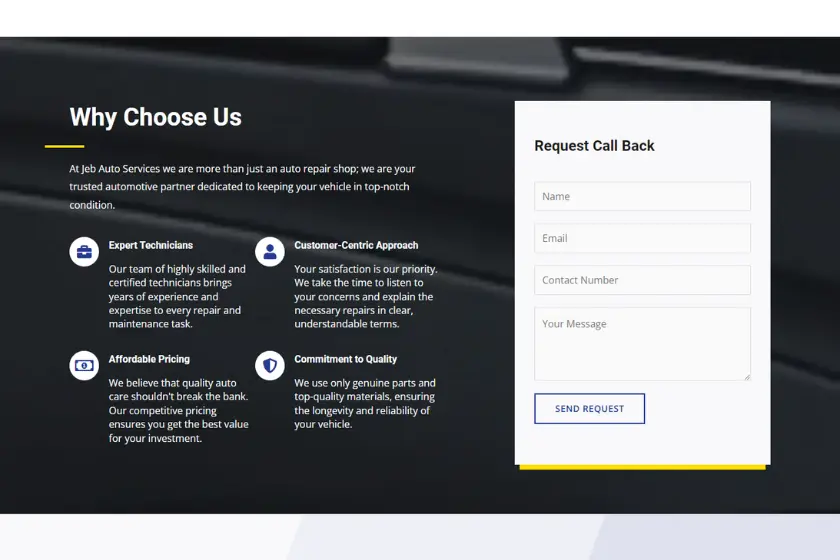 Why Choose Us
At Jeb Auto Services we are more than just an auto repair shop; we are your
trusted automotive partner dedicated to keeping your vehicle in top-notch
condition.
Expert Technicians
Our team of highly skilled and
certified technicians brings
years of experience and
expertise to every repair and
maintenance task.
Customer-Centric Approach
Your satisfaction is our priority.
We take the time to listen to
your concerns and explain the
necessary repairs in clear,
understandable terms.
Affordable Pricing
We believe that quality auto
care shouldn't break the bank.
Our competitive pricing
ensures you get the best value
for your investment.
Commitment to Quality
We use only genuine parts and
top-quality materials, ensuring
the longevity and reliability of
your vehicle.
Request Call Back
Name
Email
Contact Number
Your Message
SEND REQUEST